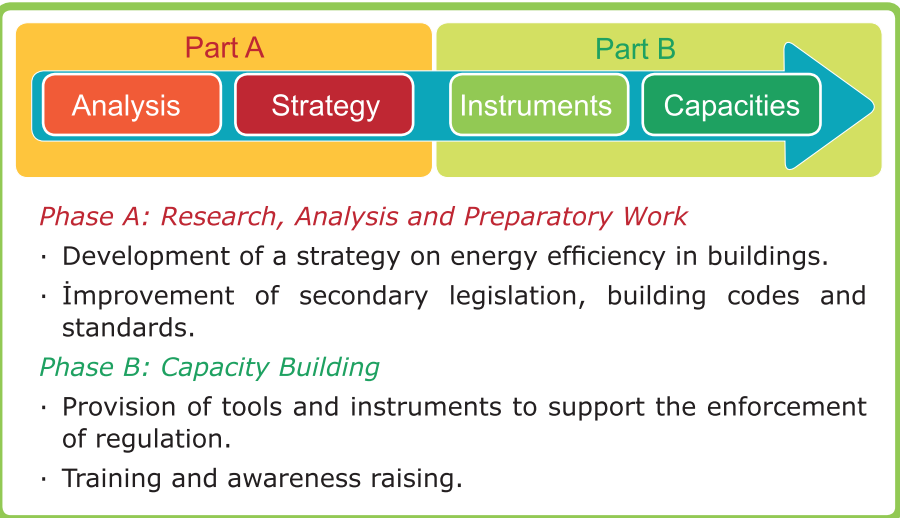 Part A
Part B
Analysis
Strategy
Instruments
Capacities
Phase A: Research, Analysis and Preparatory Work
· Development of a strategy on energy efficiency in buildings.
· İmprovement of secondary legislation, building codes and
standards.
Phase B: Capacity Building
· Provision of tools and instruments to support the enforcement
of regulation.
· Training and awareness raising.